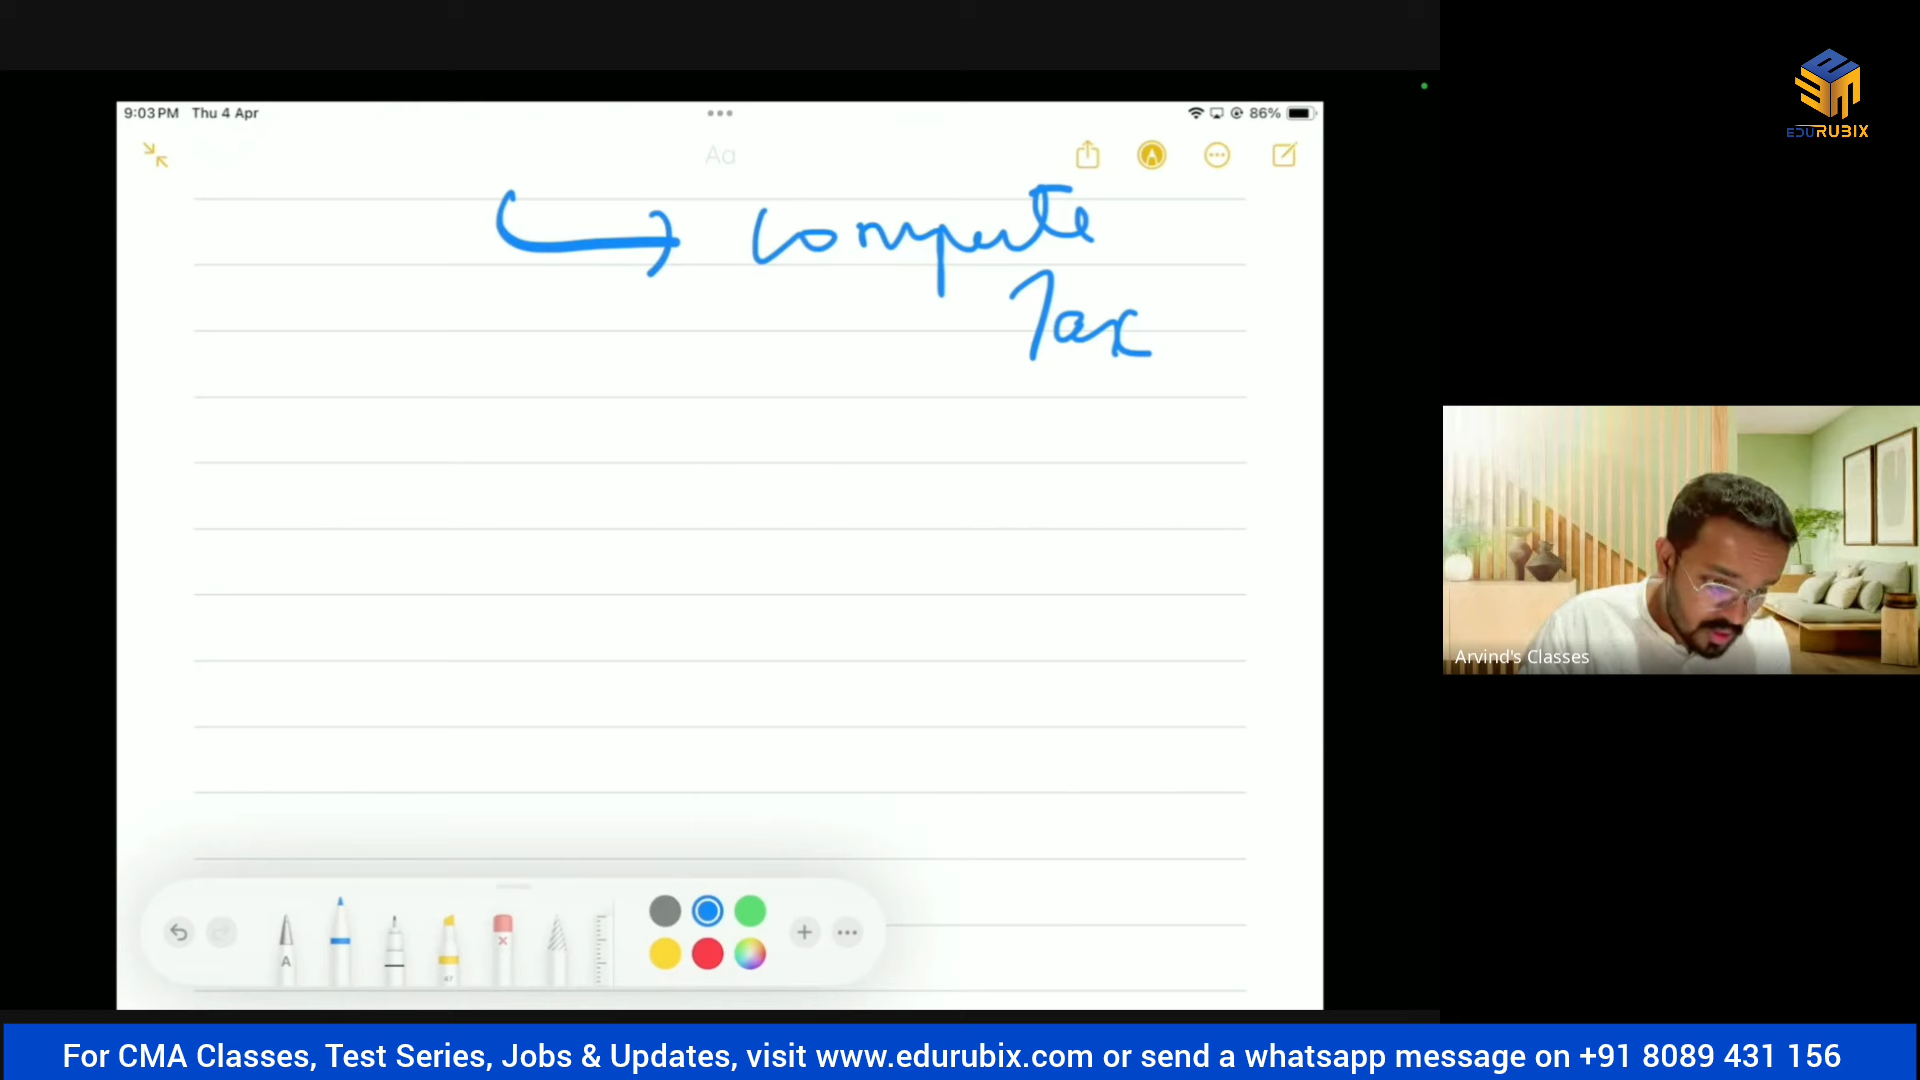 EDURUBIX
9:03 PM Thu 4 Apr
86%
Aa
Compute
Tax
A
47
Arvind's Classes
For CMA Classes, Test Series, Jobs & Updates, visit www.edurubix.com or send a whatsapp message on +91 8089 431 156